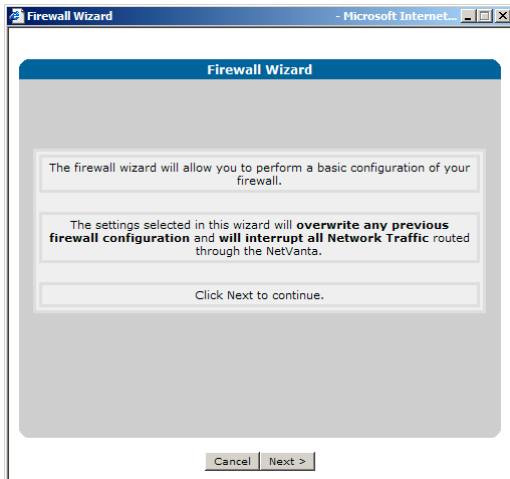 Firewall Wizard - Microsoft Internet...
Firewall Wizard
The firewall wizard will allow you to perform a basic configuration of your
firewall.
The settings selected in this wizard will overwrite any previous
firewall configuration and will interrupt all Network Traffic routed
through the NetVanta.
Click Next to continue.
Cancel Next >